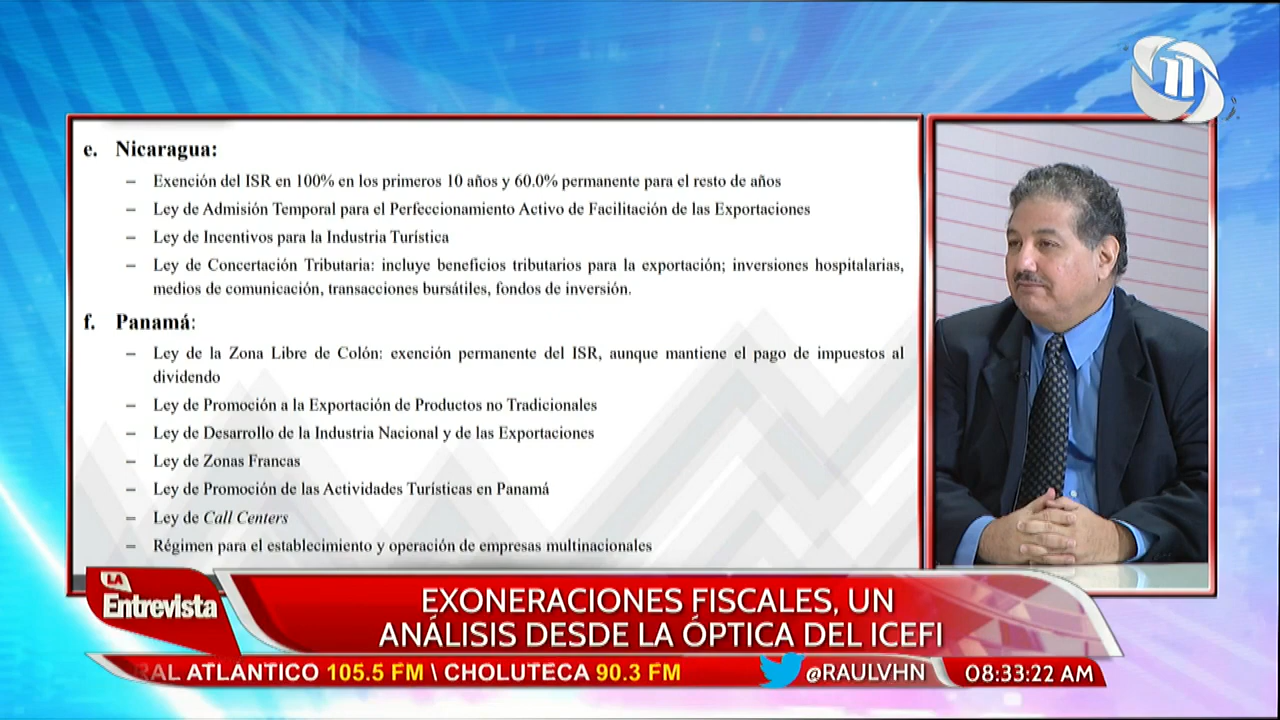 11
e. Nicaragua:
– Exención del ISR en 100% en los primeros 10 años y 60.0% permanente para el resto de años
– Ley de Admisión Temporal para el Perfeccionamiento Activo de Facilitación de las Exportaciones
– Ley de Incentivos para la Industria Turística
– Ley de Concertación Tributaria: incluye beneficios tributarios para la exportación; inversiones hospitalarias,
medios de comunicación, transacciones bursátiles, fondos de inversión.
f. Panamá:
– Ley de la Zona Libre de Colón: exención permanente del ISR, aunque mantiene el pago de impuestos al
dividendo
– Ley de Promoción a la Exportación de Productos no Tradicionales
– Ley de Desarrollo de la Industria Nacional y de las Exportaciones
– Ley de Zonas Francas
– Ley de Promoción de las Actividades Turísticas en Panamá
– Ley de Call Centers
– Régimen para el establecimiento y operación de empresas multinacionales
LA
Entrevista
EXONERACIONES FISCALES, UN
ANÁLISIS DESDE LA ÓPTICA DEL ICEFI
RAL ATLÁNTICO 105.5 FM \ CHOLUTECA 90.3 FM @RAULVHN 08:33:22 AM